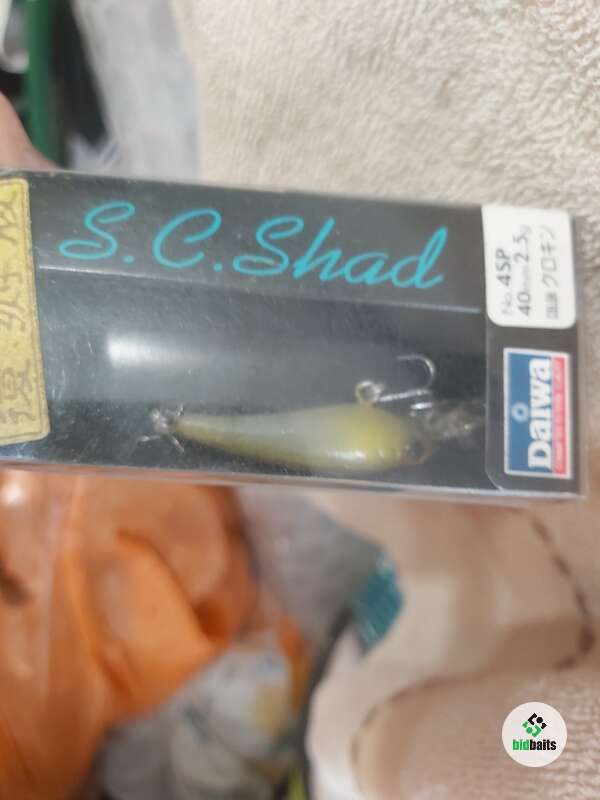 S.C.Shad
No.4SP
40mm 2.5g
クロキン
Daiwa
bidbaits